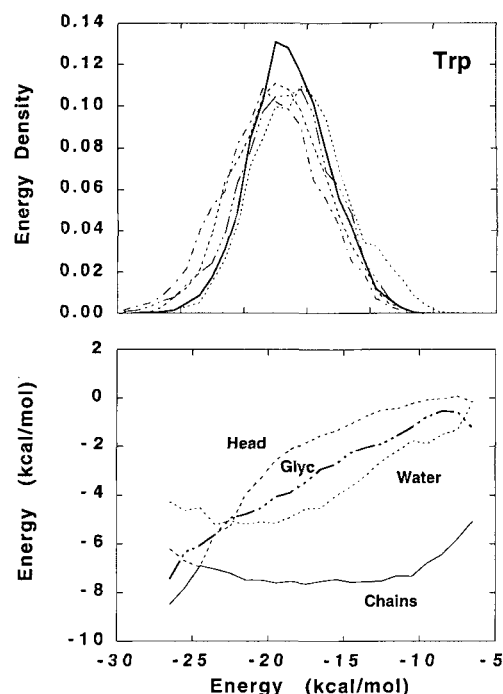 0.14
Trp
0.12
0.10
0.08
0.06
0.04
0.02
0.00
Energy Density
2
0
-2
-4
-6
-8
-10
Energy (kcal/mol)
Head
Glyc
Water
Chains
-25 -20 -15 -10 -5
Energy (kcal/mol)